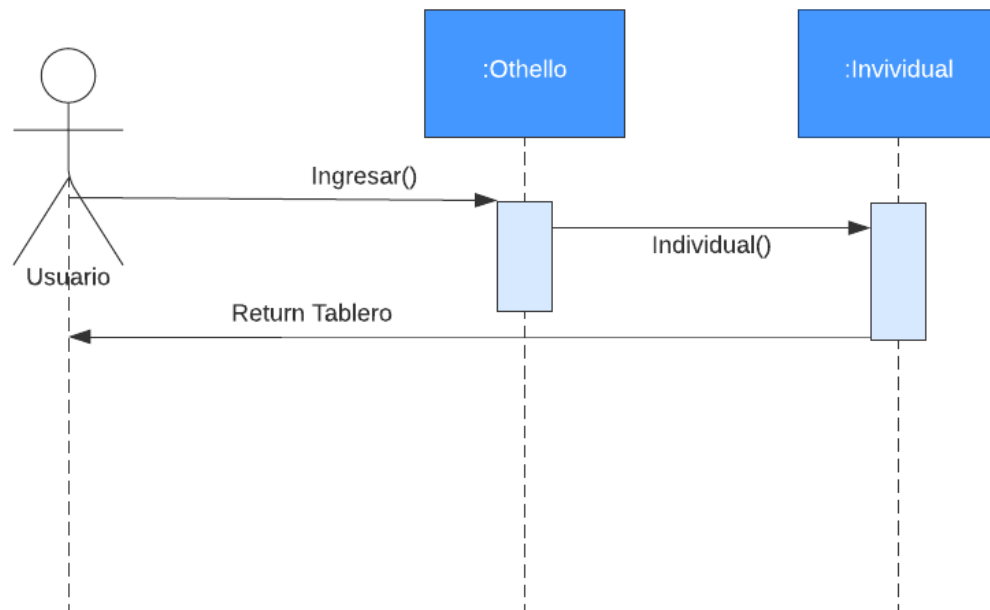 :Othello
:Invividual
Ingresar()
Individual()
Usuario
Return Tablero